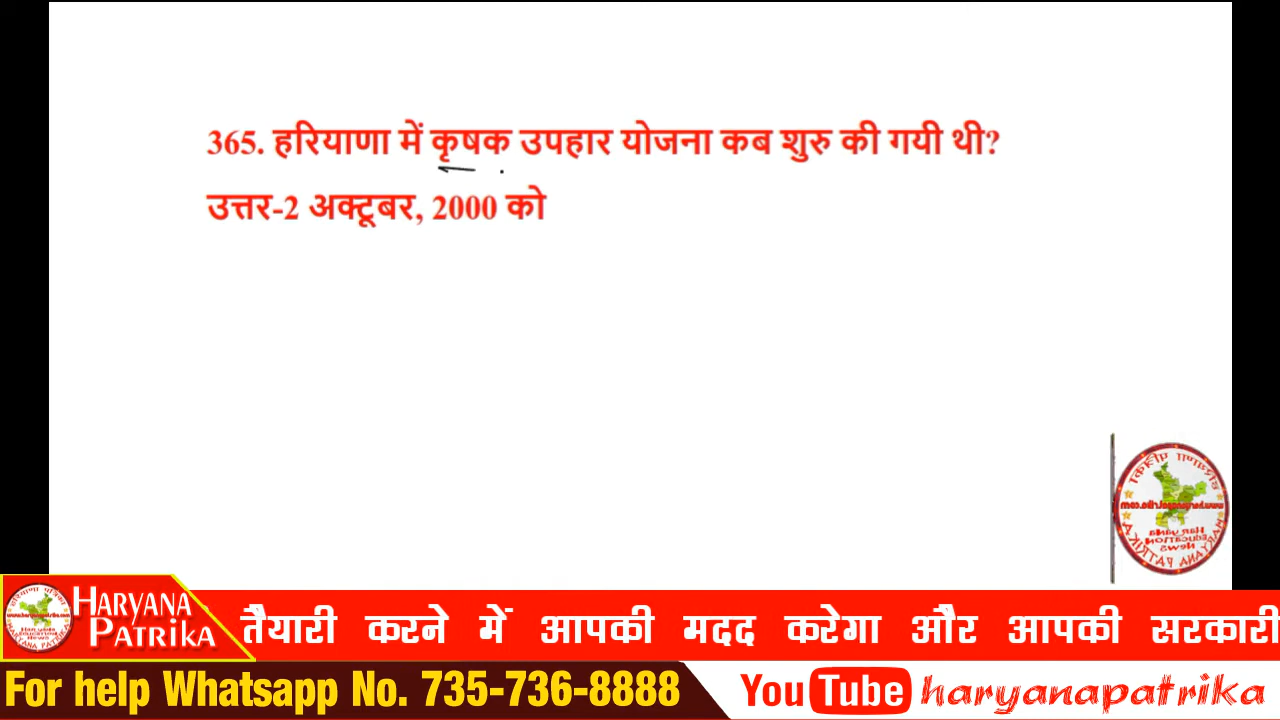 365. हरियाणा में कृषक उपहार योजना कब शुरु की गयी थी?
उत्तर-2 अक्टूबर, 2000 को
HARYANA
PATRIKA
तैयारी करने में आपकी मदद करेगा और आपकी सरकारी
For help Whatsapp No. 735-736-8888
YouTube haryanapatrika